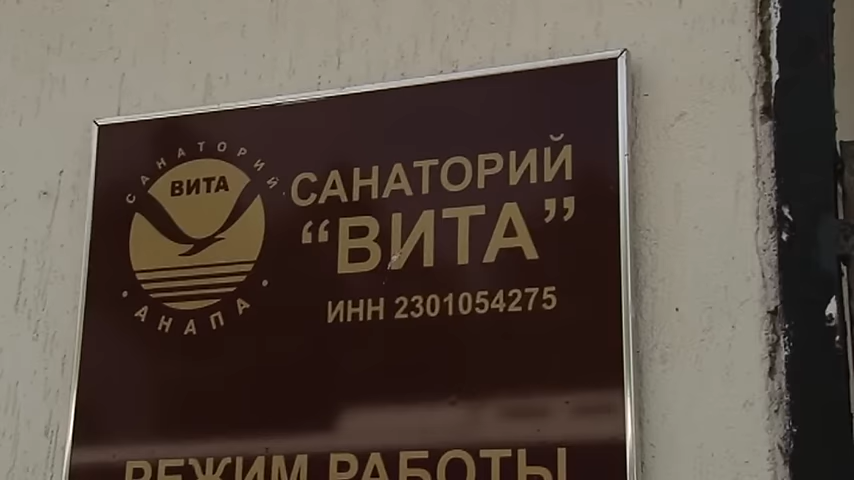 САНАТОРИЙ
ВИТА
АНАПА
САНАТОРИЙ
“ВИТА”
ИНН 2301054275
РЕЖИМ РАБОТЫ